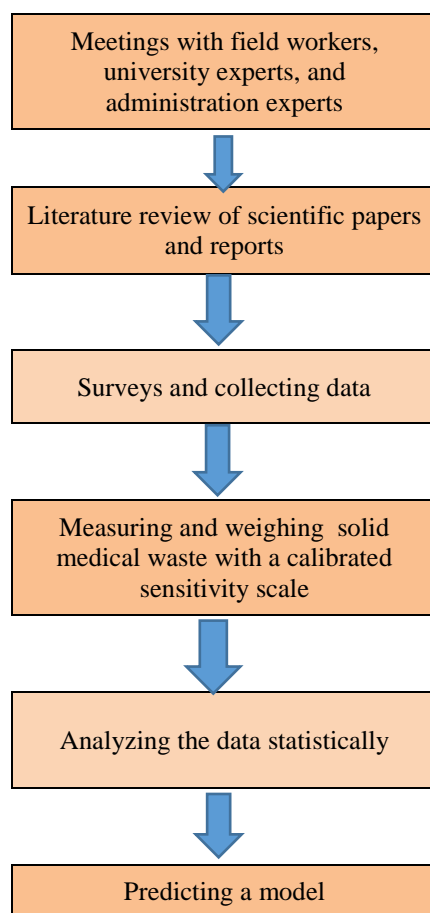 Meetings with field workers,
university experts, and
administration experts
Literature review of scientific papers
and reports
Surveys and collecting data
Measuring and weighing solid
medical waste with a calibrated
sensitivity scale
Analyzing the data statistically
Predicting a model